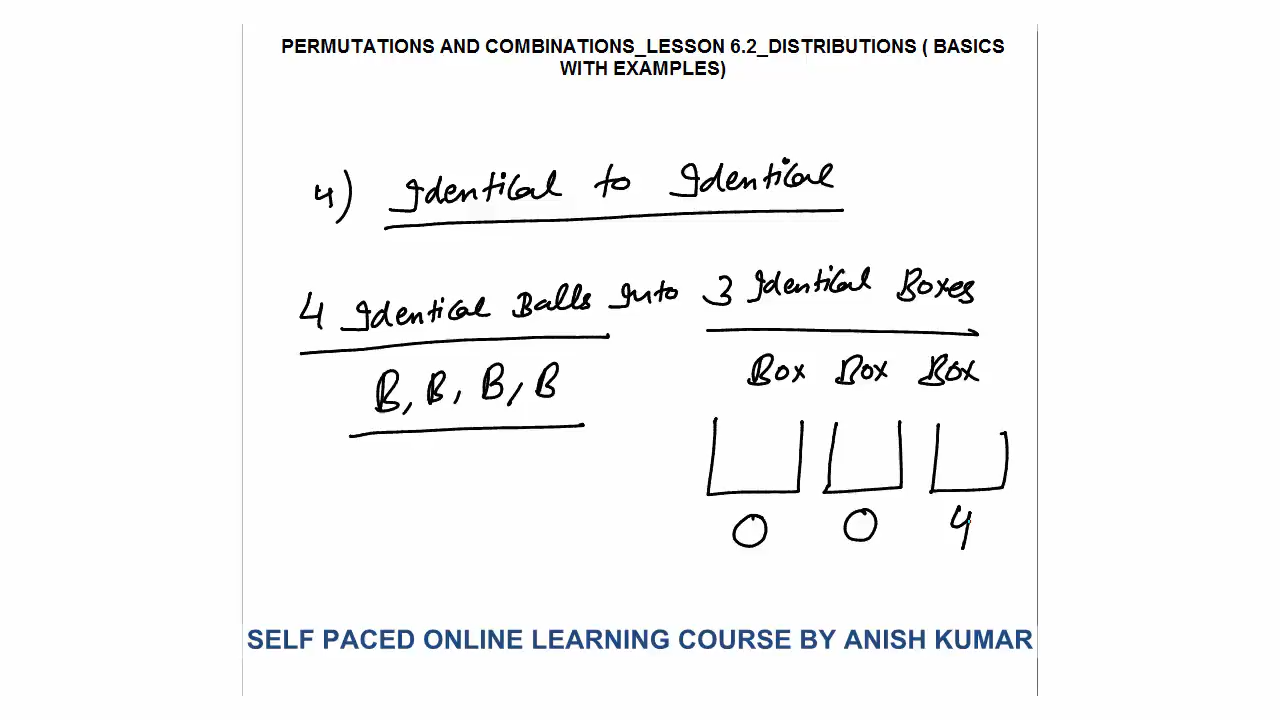 PERMUTATIONS AND COMBINATIONS_LESSON 6.2_DISTRIBUTIONS ( BASICS
WITH EXAMPLES)
4) Identical to Identical
4 Identical Balls Into 3 Identical Boxes
B, B, B, B
Box Box Box
0 0 4
SELF PACED ONLINE LEARNING COURSE BY ANISH KUMAR